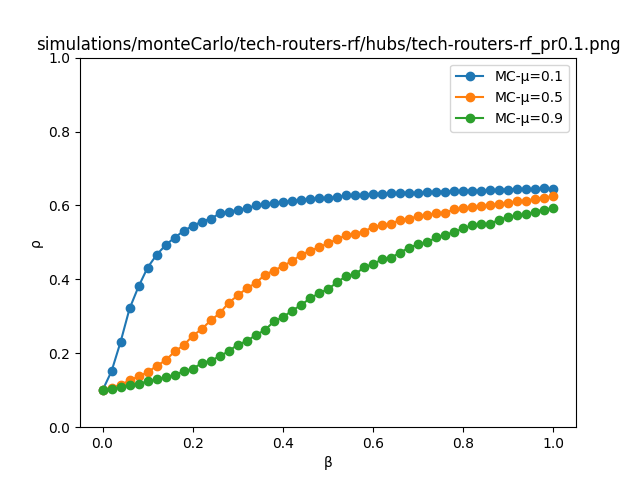 simulations/monteCarlo/tech-routers-rf/hubs/tech-routers-rf_pr0.1.png
1.0
0.8
0.6
0.4
0.2
0.0
ρ
MC-μ=0.1
MC-μ=0.5
MC-μ=0.9
0.0 0.2 0.4 0.6 0.8 1.0
β